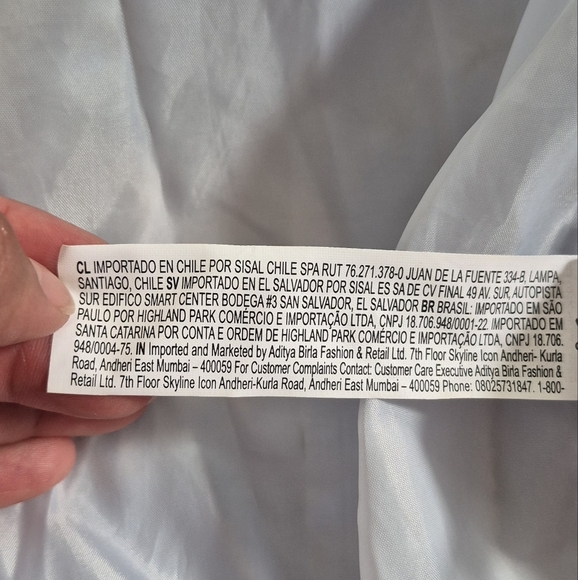 CL IMPORTADO EN CHILE POR SISAL CHILE SPA RUT 76.271.378-0 JUAN DE LA FUENTE 334-B, LAMPA,
SANTIAGO, CHILE SV IMPORTADO EN EL SALVADOR POR SISAL ES SA DE CV FINAL 49 AV. SUR, AUTOPISTA
SUR EDIFICO SMART CENTER BODEGA #3 SAN SALVADOR, EL SALVADOR BR BRASIL: IMPORTADO EM SÃO
PAULO POR HIGHLAND PARK COMÉRCIO E IMPORTAÇÃO LTDA, CNPJ 18.706.948/0001-22. IMPORTADO EM
SANTA CATARINA POR CONTA E ORDEM DE HIGHLAND PARK COMÉRCIO E IMPORTAÇÃO LTDA, CNPJ 18.706.
948/0004-75. IN Imported and Marketed by Aditya Birla Fashion & Retail Ltd. 7th Floor Skyline Icon Andheri- Kurla
Road, Andheri East Mumbai – 400059 For Customer Complaints Contact: Customer Care Executive Aditya Birla Fashion &
Retail Ltd. 7th Floor Skyline Icon Andheri-Kurla Road, Andheri East Mumbai – 400059 Phone: 08025731847. 1-800-